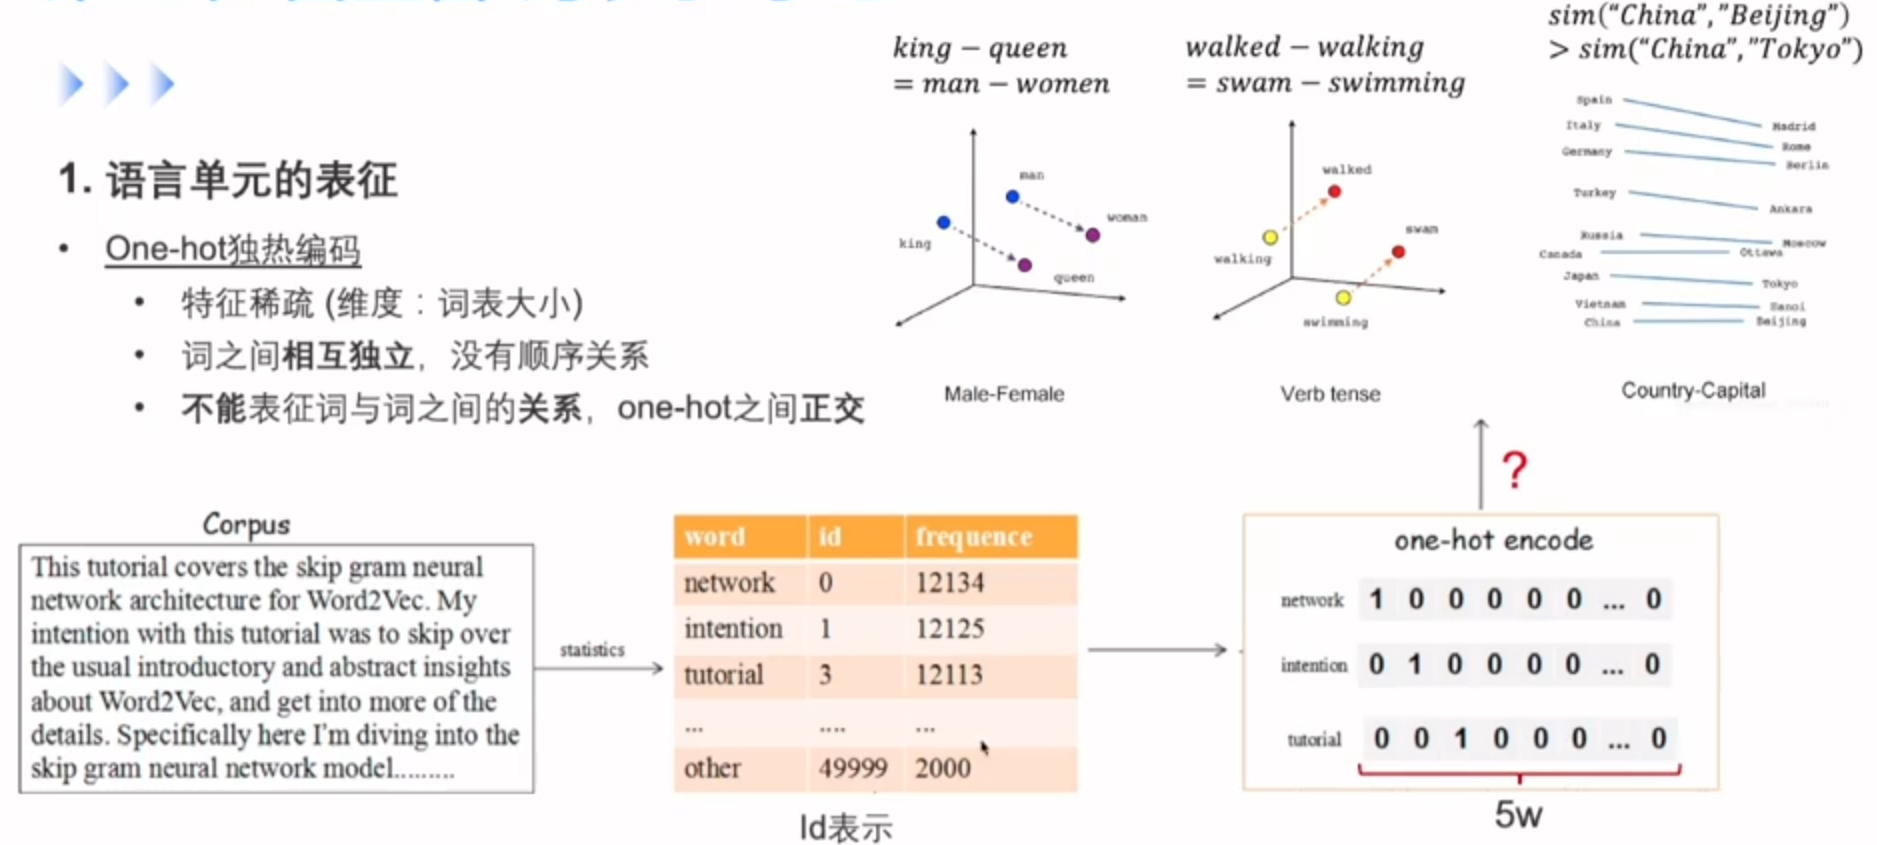 king − queen
= man − women
walked − walking
= swam − swimming
sim(“China”,”Beijing”)
> sim(“China”,”Tokyo”)
1. 语言单元的表征
• One-hot独热编码
• 特征稀疏 (维度：词表大小)
• 词之间相互独立，没有顺序关系
• 不能表征词与词之间的关系，one-hot之间正交
man
woman
king
queen
Male-Female
walked
swam
walking
swimming
Verb tense
Spain Madrid
Italy Rome
Germany Berlin
Turkey Ankara
Russia Moscow
Canada Ottawa
Japan Tokyo
Vietnam Hanoi
China Beijing
Country-Capital
?
Corpus
This tutorial covers the skip gram neural
network architecture for Word2Vec. My
intention with this tutorial was to skip over
the usual introductory and abstract insights
about Word2Vec, and get into more of the
details. Specifically here I'm diving into the
skip gram neural network model.........
statistics
word id frequence
network 0 12134
intention 1 12125
tutorial 3 12113
... .... ...
other 49999 2000
Id表示
one-hot encode
network 1 0 0 0 0 0 ... 0
intention 0 1 0 0 0 0 ... 0
tutorial 0 0 1 0 0 0 ... 0
5w